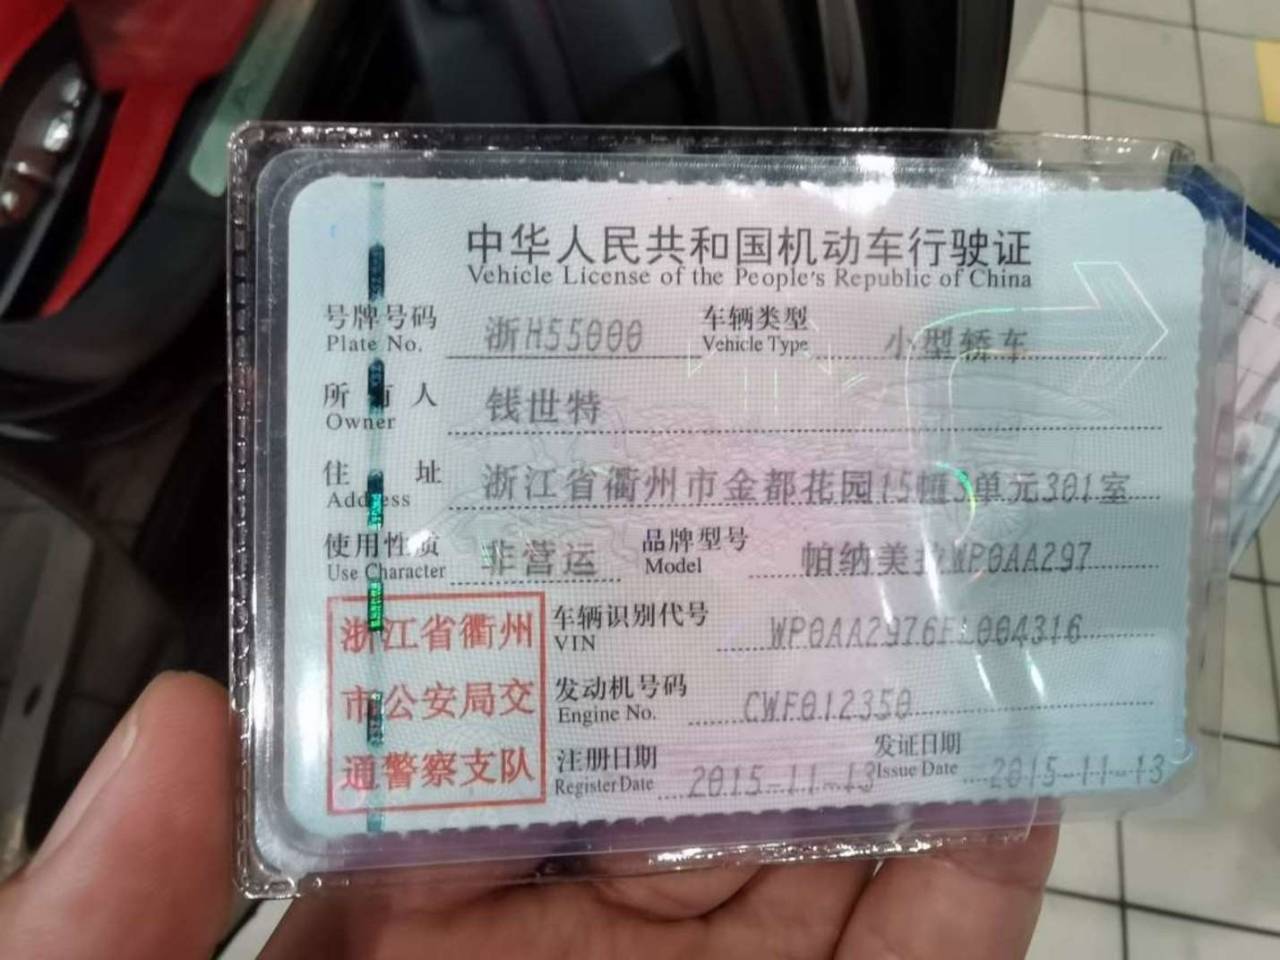 中华人民共和国机动车行驶证
Vehicle License of the People's Republic of China
号牌号码 浙H55000 车辆类型 小型轿车
Plate No. Vehicle Type
所有人 钱世特
Owner
住址 浙江省衢州市金都花园15幢3单元301室
Address
使用性质 非营运 品牌型号 帕纳美拉WP0AA297
Use Character Model
浙江省衢州
市公安局交
通警察支队
车辆识别代号
VIN WP0AA2976FL004316
发动机号码
Engine No. CWF012350
注册日期 2015-11-13 发证日期 2015-11-13
Register Date Issue Date